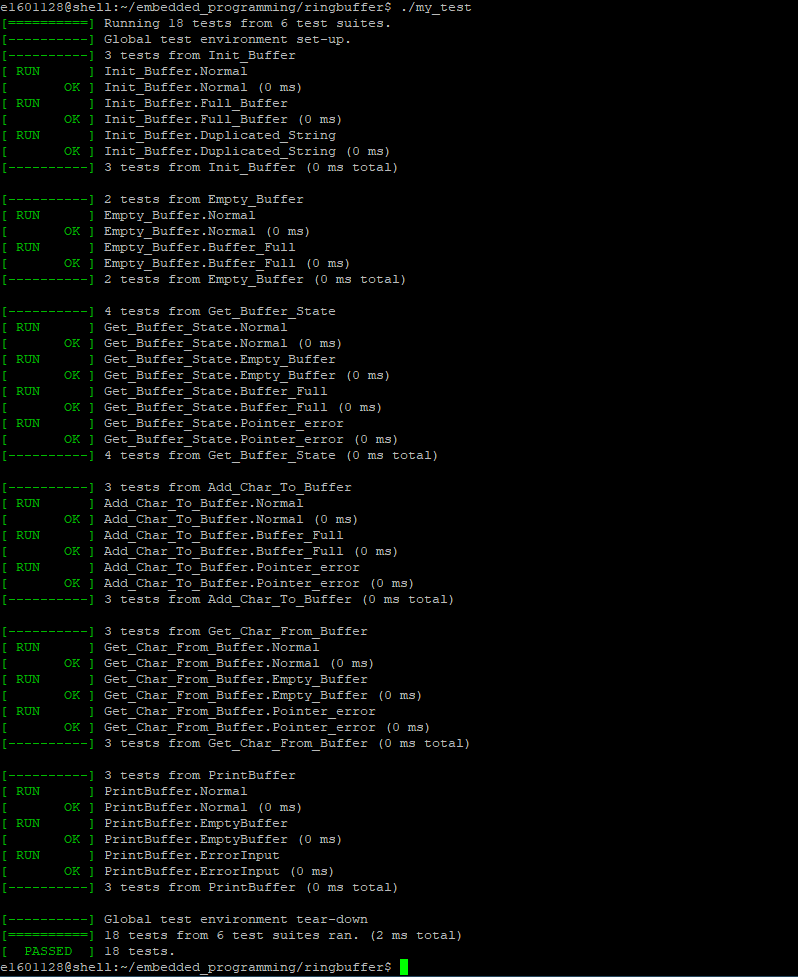 e1601128@shell:~/embedded_programming/ringbuffer$ ./my_test
[==========] Running 18 tests from 6 test suites.
[----------] Global test environment set-up.
[----------] 3 tests from Init_Buffer
[ RUN      ] Init_Buffer.Normal
[       OK ] Init_Buffer.Normal (0 ms)
[ RUN      ] Init_Buffer.Full_Buffer
[       OK ] Init_Buffer.Full_Buffer (0 ms)
[ RUN      ] Init_Buffer.Duplicated_String
[       OK ] Init_Buffer.Duplicated_String (0 ms)
[----------] 3 tests from Init_Buffer (0 ms total)

[----------] 2 tests from Empty_Buffer
[ RUN      ] Empty_Buffer.Normal
[       OK ] Empty_Buffer.Normal (0 ms)
[ RUN      ] Empty_Buffer.Buffer_Full
[       OK ] Empty_Buffer.Buffer_Full (0 ms)
[----------] 2 tests from Empty_Buffer (0 ms total)

[----------] 4 tests from Get_Buffer_State
[ RUN      ] Get_Buffer_State.Normal
[       OK ] Get_Buffer_State.Normal (0 ms)
[ RUN      ] Get_Buffer_State.Empty_Buffer
[       OK ] Get_Buffer_State.Empty_Buffer (0 ms)
[ RUN      ] Get_Buffer_State.Buffer_Full
[       OK ] Get_Buffer_State.Buffer_Full (0 ms)
[ RUN      ] Get_Buffer_State.Pointer_error
[       OK ] Get_Buffer_State.Pointer_error (0 ms)
[----------] 4 tests from Get_Buffer_State (0 ms total)

[----------] 3 tests from Add_Char_To_Buffer
[ RUN      ] Add_Char_To_Buffer.Normal
[       OK ] Add_Char_To_Buffer.Normal (0 ms)
[ RUN      ] Add_Char_To_Buffer.Buffer_Full
[       OK ] Add_Char_To_Buffer.Buffer_Full (0 ms)
[ RUN      ] Add_Char_To_Buffer.Pointer_error
[       OK ] Add_Char_To_Buffer.Pointer_error (0 ms)
[----------] 3 tests from Add_Char_To_Buffer (0 ms total)

[----------] 3 tests from Get_Char_From_Buffer
[ RUN      ] Get_Char_From_Buffer.Normal
[       OK ] Get_Char_From_Buffer.Normal (0 ms)
[ RUN      ] Get_Char_From_Buffer.Empty_Buffer
[       OK ] Get_Char_From_Buffer.Empty_Buffer (0 ms)
[ RUN      ] Get_Char_From_Buffer.Pointer_error
[       OK ] Get_Char_From_Buffer.Pointer_error (0 ms)
[----------] 3 tests from Get_Char_From_Buffer (0 ms total)

[----------] 3 tests from PrintBuffer
[ RUN      ] PrintBuffer.Normal
[       OK ] PrintBuffer.Normal (0 ms)
[ RUN      ] PrintBuffer.EmptyBuffer
[       OK ] PrintBuffer.EmptyBuffer (0 ms)
[ RUN      ] PrintBuffer.ErrorInput
[       OK ] PrintBuffer.ErrorInput (0 ms)
[----------] 3 tests from PrintBuffer (0 ms total)

[----------] Global test environment tear-down
[==========] 18 tests from 6 test suites ran. (2 ms total)
[  PASSED  ] 18 tests.
e1601128@shell:~/embedded_programming/ringbuffer$